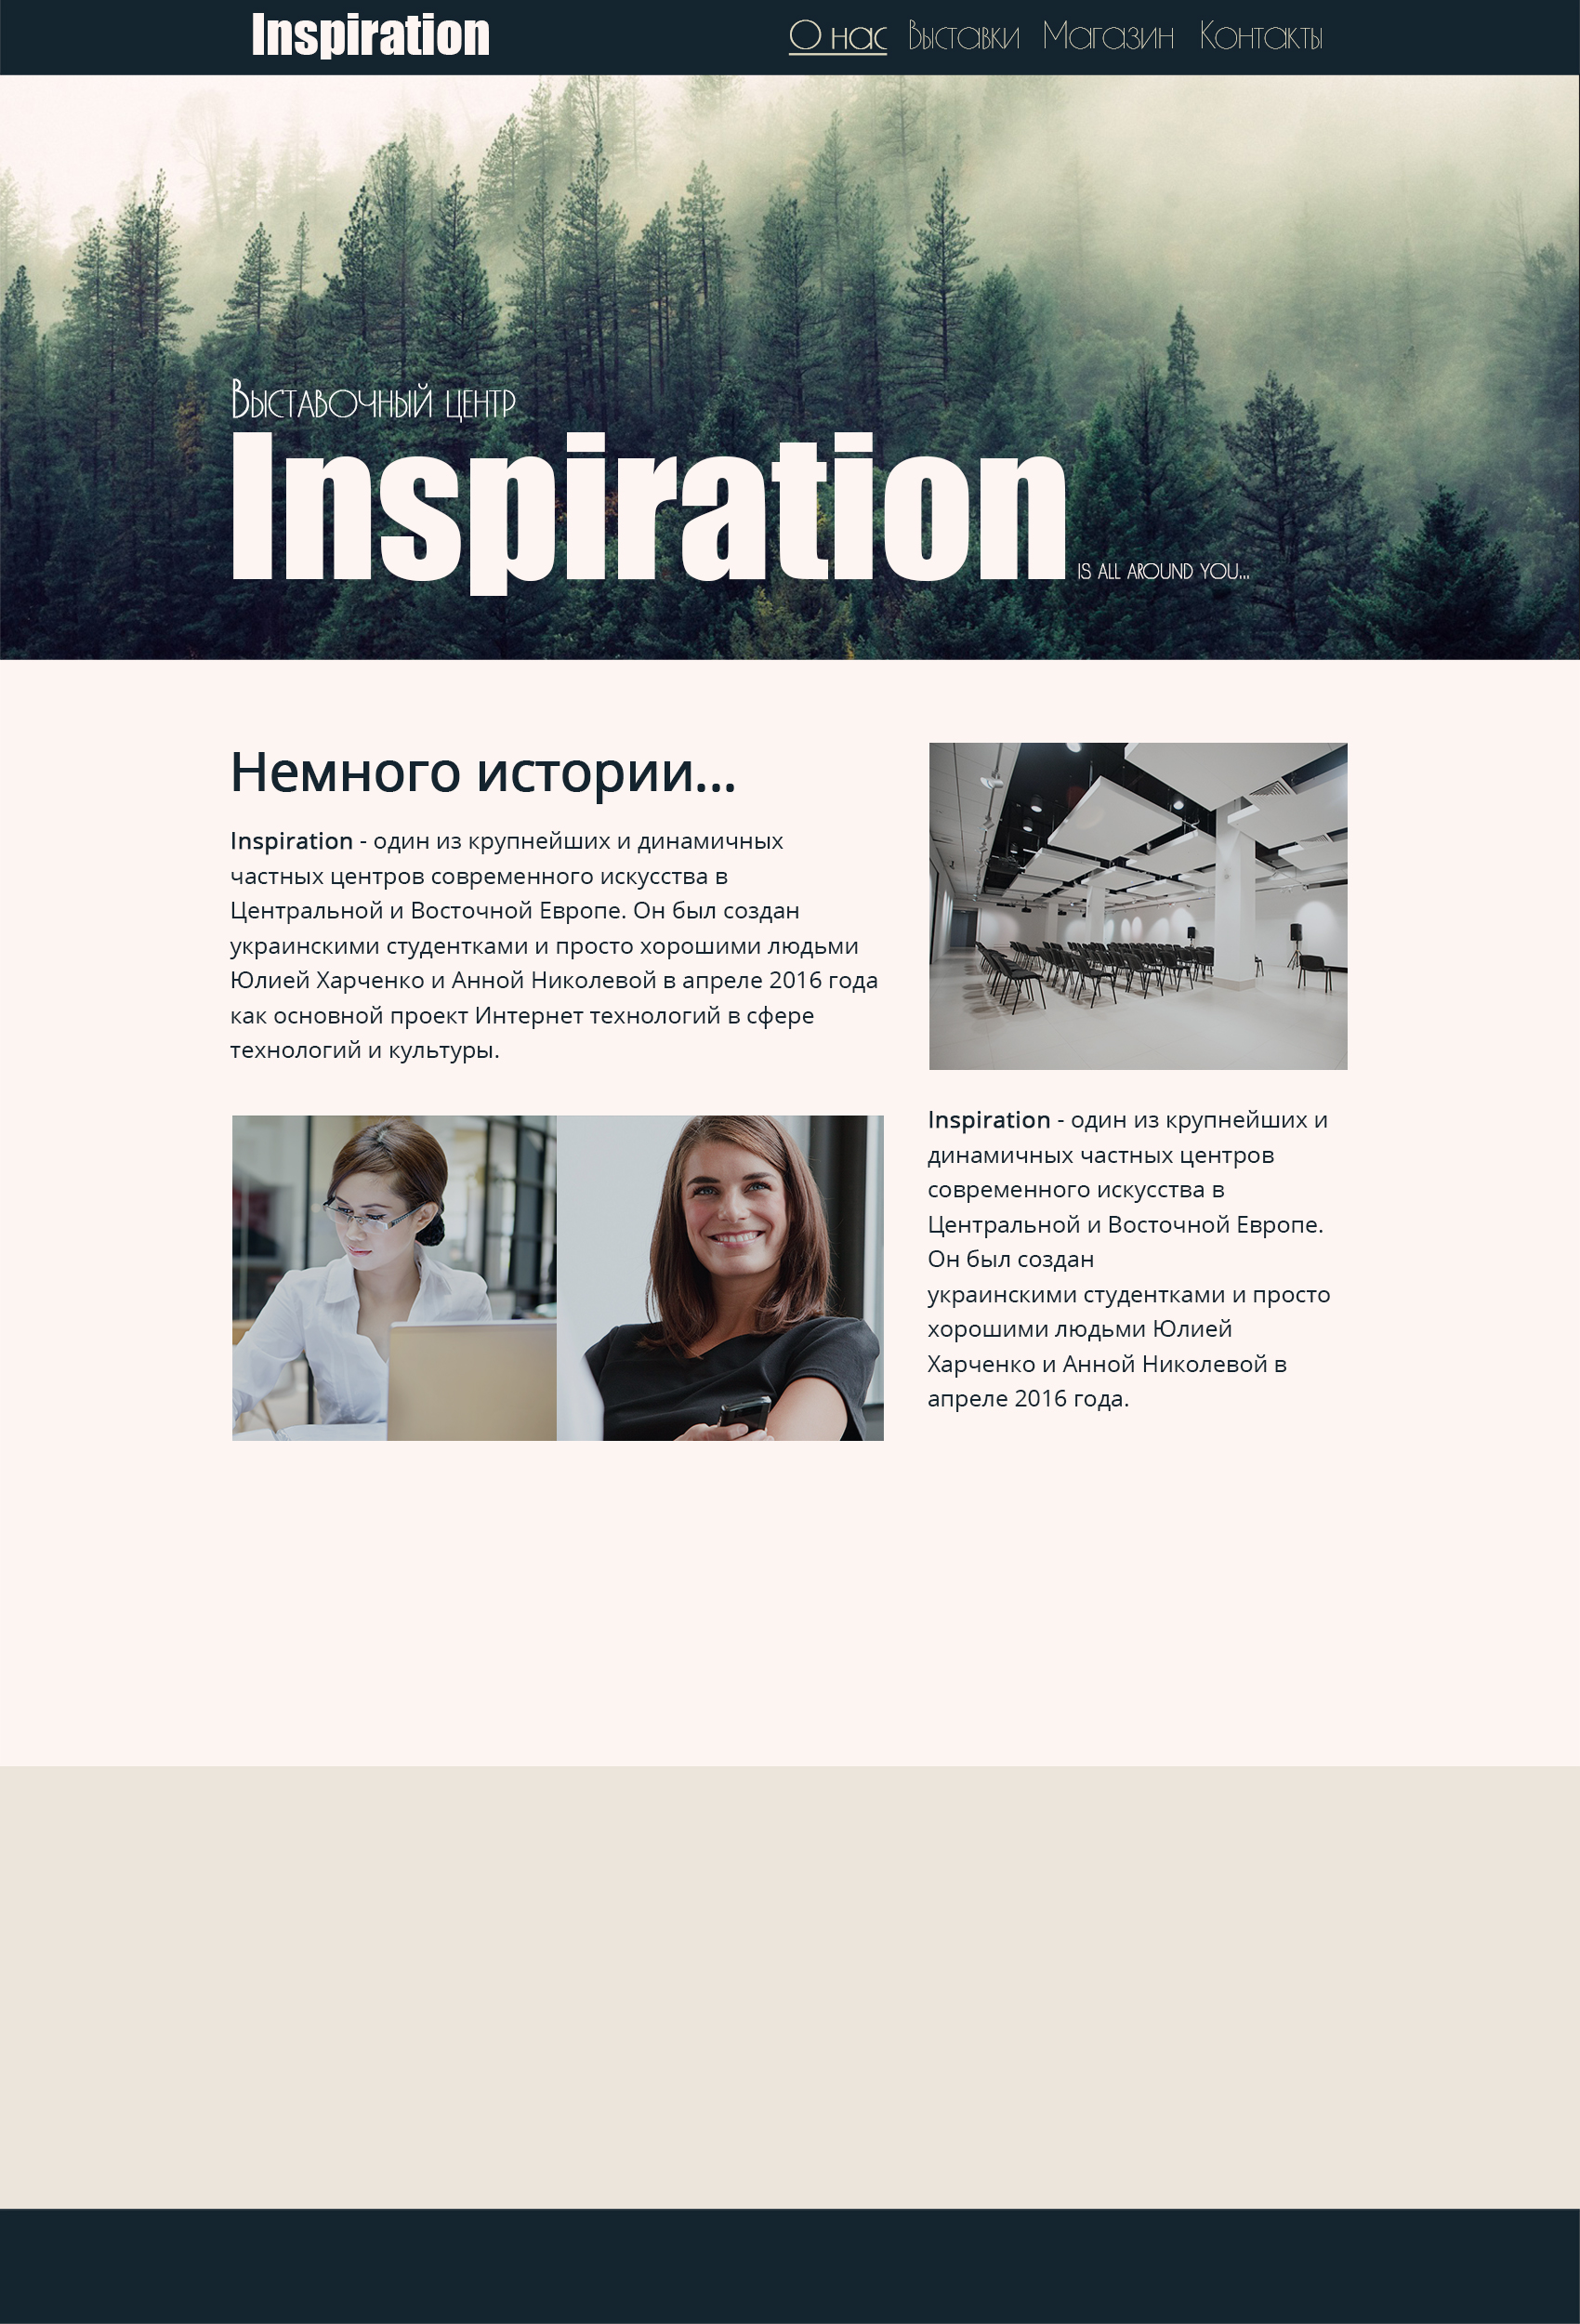 Inspiration
О нас Выставки Магазин Контакты
Выставочный центр
Inspiration
IS ALL AROUND YOU...
Немного истории...
Inspiration - один из крупнейших и динамичных
частных центров современного искусства в
Центральной и Восточной Европе. Он был создан
украинскими студентками и просто хорошими людьми
Юлией Харченко и Анной Николевой в апреле 2016 года
как основной проект Интернет технологий в сфере
технологий и культуры.
Inspiration - один из крупнейших и
динамичных частных центров
современного искусства в
Центральной и Восточной Европе.
Он был создан
украинскими студентками и просто
хорошими людьми Юлией
Харченко и Анной Николевой в
апреле 2016 года.